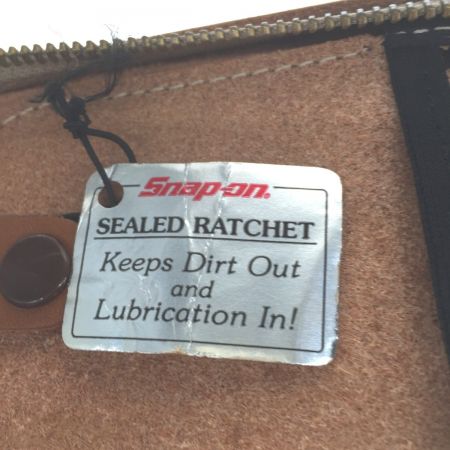 Snap-on®
SEALED RATCHET
Keeps Dirt Out
and
Lubrication In!